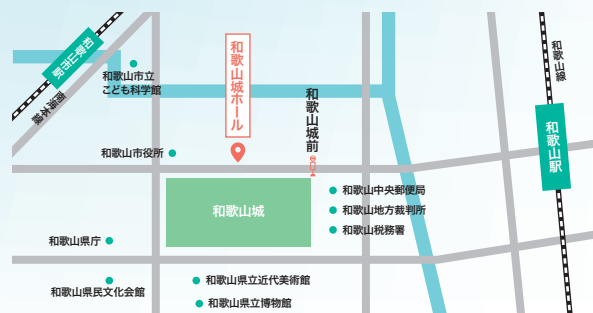 和歌山市駅
南海本線
和歌山市立
こども科学館
和歌山城ホール
和歌山城前
和歌山線
和歌山駅
和歌山市役所
和歌山城
和歌山中央郵便局
和歌山地方裁判所
和歌山税務署
和歌山県庁
和歌山県民文化会館
和歌山県立近代美術館
和歌山県立博物館